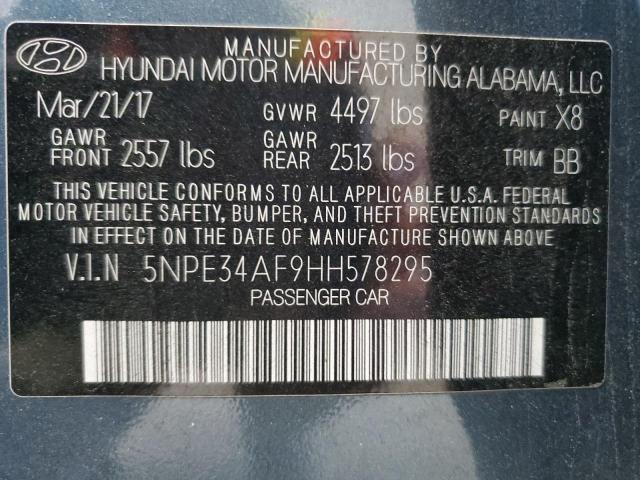 MANUFACTURED BY
HYUNDAI MOTOR MANUFACTURING ALABAMA, LLC
Mar/21/17 GVWR 4497 lbs PAINT X8
GAWR FRONT 2557 lbs GAWR REAR 2513 lbs TRIM BB
THIS VEHICLE CONFORMS TO ALL APPLICABLE U.S.A. FEDERAL
MOTOR VEHICLE SAFETY, BUMPER, AND THEFT PREVENTION STANDARDS
IN EFFECT ON THE DATE OF MANUFACTURE SHOWN ABOVE
V.I.N 5NPE34AF9HH578295
PASSENGER CAR